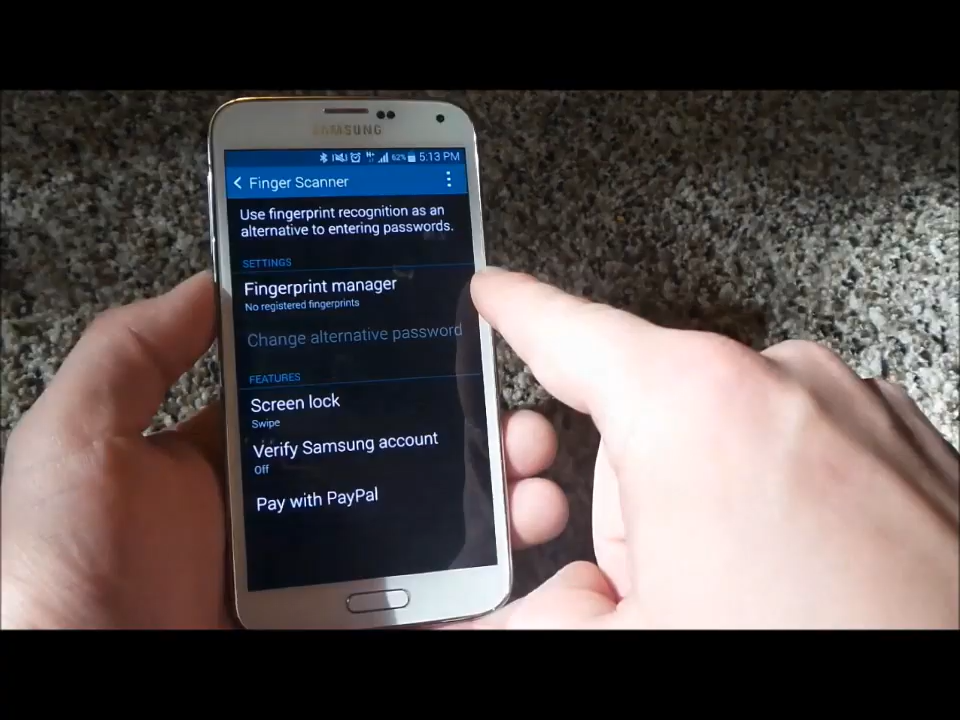 SAMSUNG
62% 5:13 PM
Finger Scanner
Use fingerprint recognition as an
alternative to entering passwords.
SETTINGS
Fingerprint manager
No registered fingerprints
Change alternative password
FEATURES
Screen lock
Swipe
Verify Samsung account
Off
Pay with PayPal